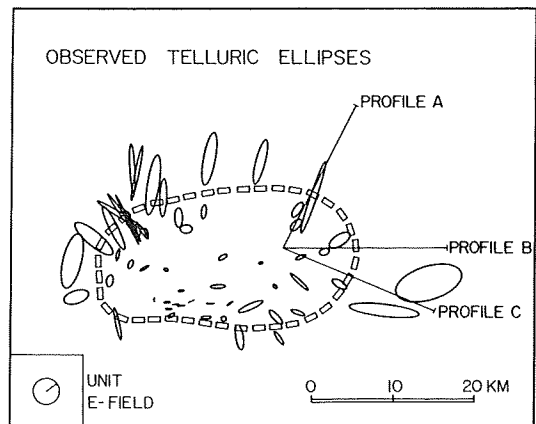 OBSERVED TELLURIC ELLIPSES
PROFILE A
PROFILE B
PROFILE C
UNIT
E-FIELD
0 10 20 KM